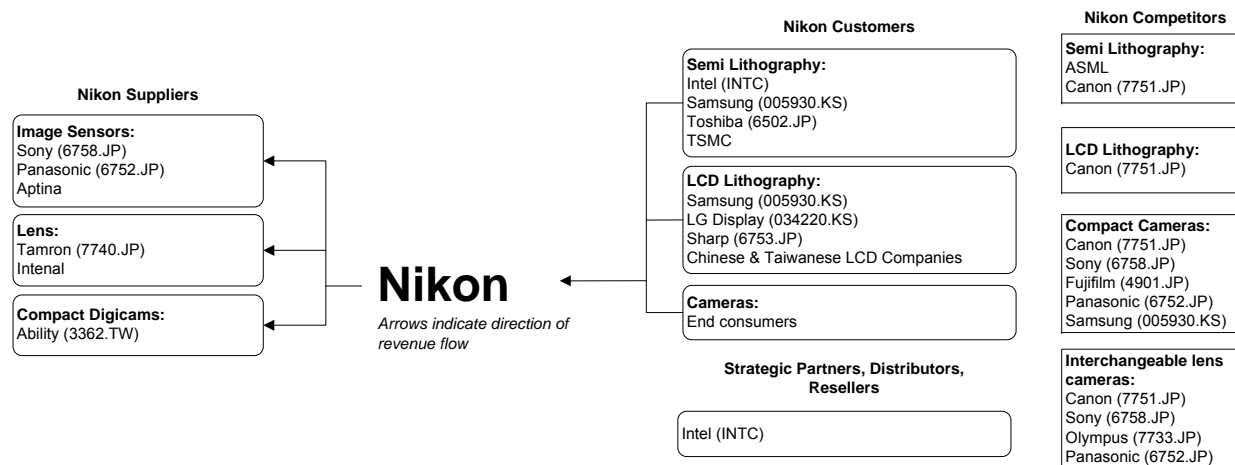 Nikon Suppliers
Image Sensors:
Sony (6758.JP)
Panasonic (6752.JP)
Aptina
Lens:
Tamron (7740.JP)
Intenal
Compact Digicams:
Ability (3362.TW)
Nikon
Arrows indicate direction of
revenue flow
Nikon Customers
Semi Lithography:
Intel (INTC)
Samsung (005930.KS)
Toshiba (6502.JP)
TSMC
LCD Lithography:
Samsung (005930.KS)
LG Display (034220.KS)
Sharp (6753.JP)
Chinese & Taiwanese LCD Companies
Cameras:
End consumers
Strategic Partners, Distributors,
Resellers
Intel (INTC)
Nikon Competitors
Semi Lithography:
ASML
Canon (7751.JP)
LCD Lithography:
Canon (7751.JP)
Compact Cameras:
Canon (7751.JP)
Sony (6758.JP)
Fujifilm (4901.JP)
Panasonic (6752.JP)
Samsung (005930.KS)
Interchangeable lens
cameras:
Canon (7751.JP)
Sony (6758.JP)
Olympus (7733.JP)
Panasonic (6752.JP)